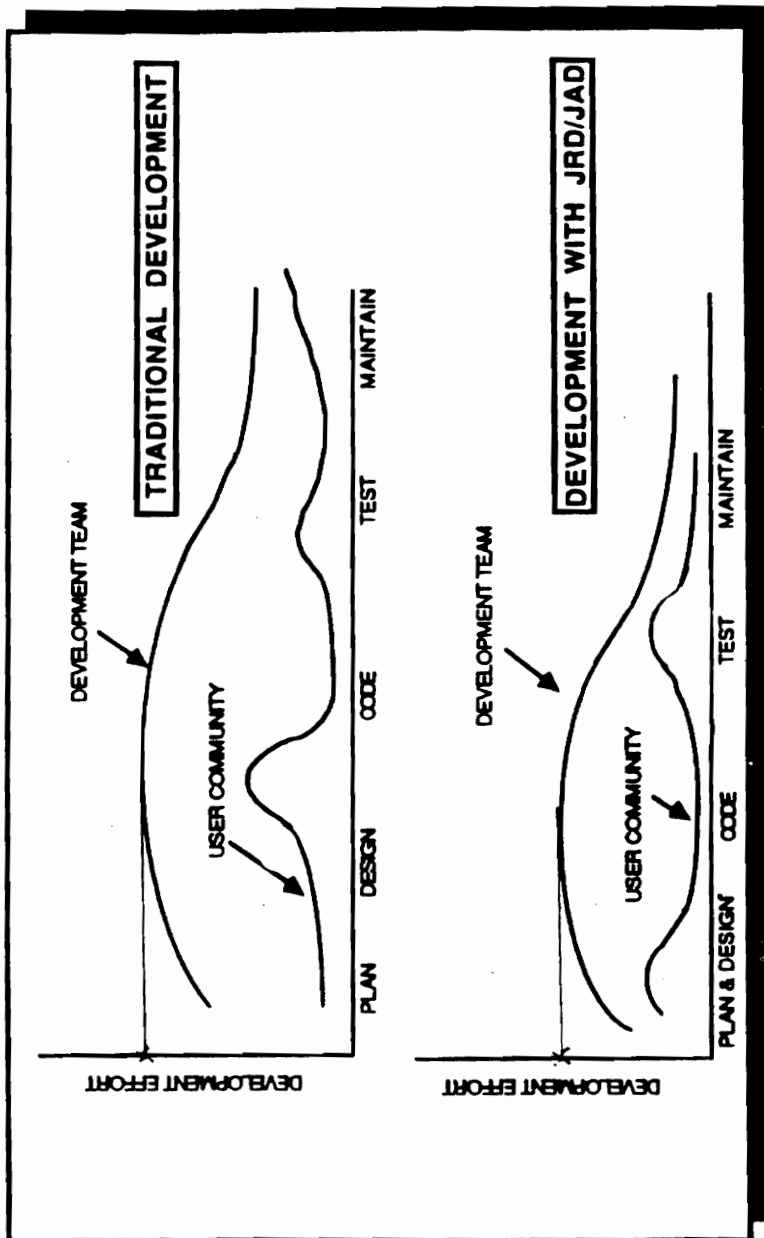 TRADITIONAL DEVELOPMENT
DEVELOPMENT TEAM
USER COMMUNITY
DEVELOPMENT EFFORT
PLAN
DESIGN
CODE
TEST
MAINTAIN
DEVELOPMENT WITH JRD/JAD
DEVELOPMENT TEAM
USER COMMUNITY
DEVELOPMENT EFFORT
PLAN & DESIGN
CODE
TEST
MAINTAIN